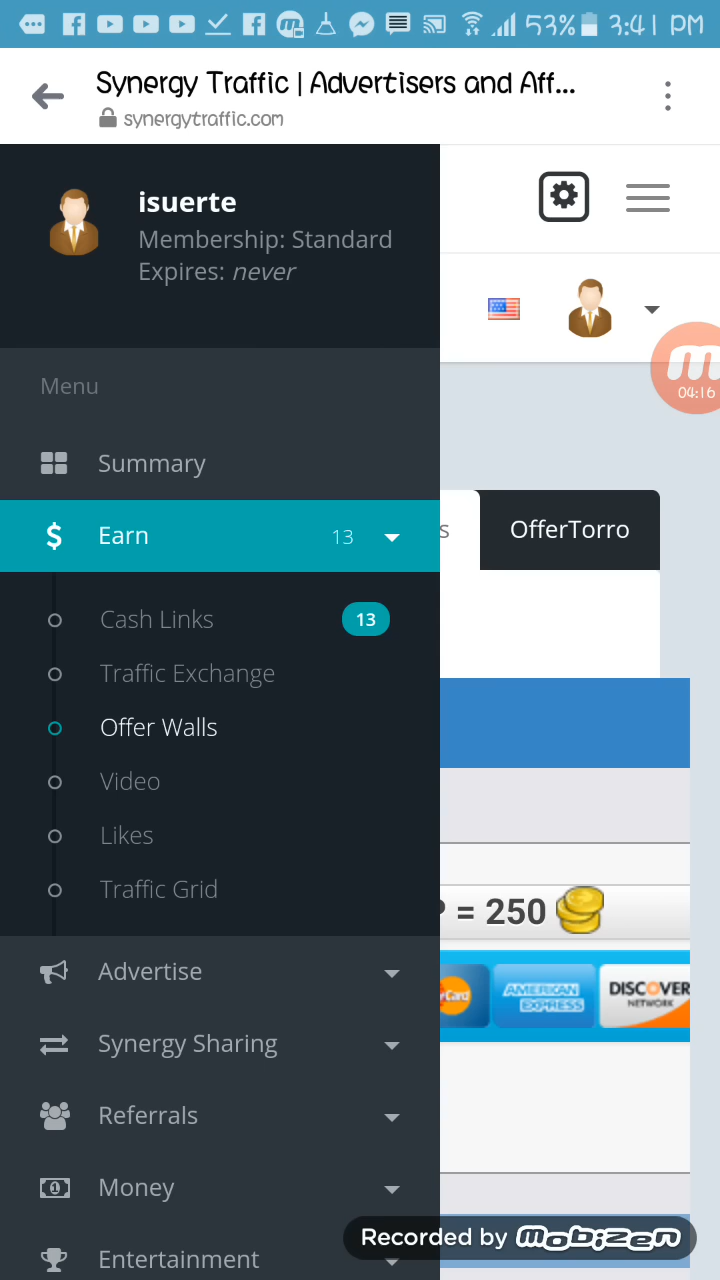 53% 3:41 PM
Synergy Traffic | Advertisers and Aff...
synergytraffic.com
isuerte
Membership: Standard
Expires: never
04:16
Menu
Summary
Earn 13
s OfferTorro
Cash Links 13
Traffic Exchange
Offer Walls
Video
Likes
Traffic Grid
= 250
Card AMERICAN EXPRESS DISCOVER NETWORK
Advertise
Synergy Sharing
Referrals
Money
Recorded by mobizen
Entertainment